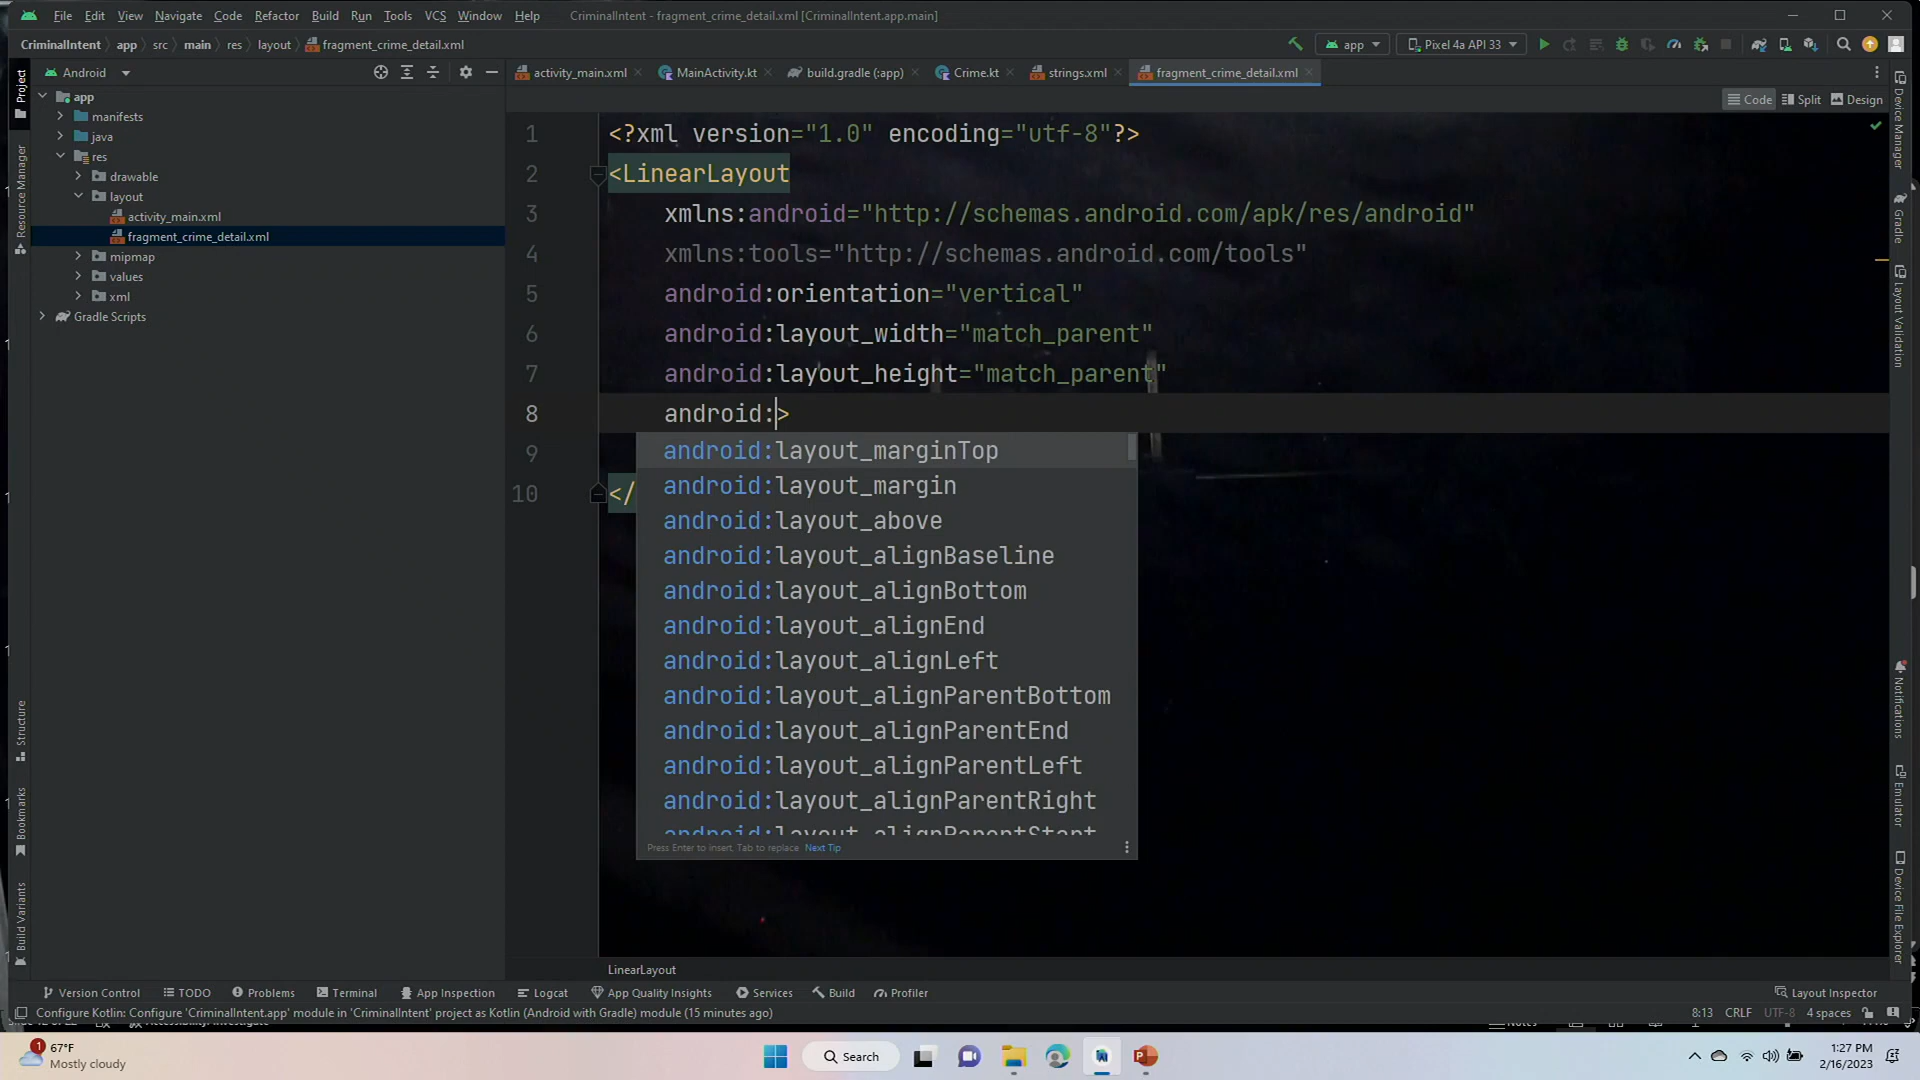 File Edit View Navigate Code Refactor Build Run Tools VCS Window Help CriminalIntent - fragment_crime_detail.xml [CriminalIntent.app.main]
CriminalIntent app src main res layout fragment_crime_detail.xml app Pixel 4a API 33
Android
activity_main.xml MainActivity.kt build.gradle (:app) Crime.kt strings.xml fragment_crime_detail.xml
Code Split Design
Project
Resource Manager
Structure
Bookmarks
Build Variants
app
manifests
java
res
drawable
layout
activity_main.xml
fragment_crime_detail.xml
mipmap
values
xml
Gradle Scripts
1 <?xml version="1.0" encoding="utf-8"?>
2 <LinearLayout
3 xmlns:android="http://schemas.android.com/apk/res/android"
4 xmlns:tools="http://schemas.android.com/tools"
5 android:orientation="vertical"
6 android:layout_width="match_parent"
7 android:layout_height="match_parent"
8 android:>
9
10 </
android:layout_marginTop
android:layout_margin
android:layout_above
android:layout_alignBaseline
android:layout_alignBottom
android:layout_alignEnd
android:layout_alignLeft
android:layout_alignParentBottom
android:layout_alignParentEnd
android:layout_alignParentLeft
android:layout_alignParentRight
android:layout_alignParentStart
Press Enter to insert, Tab to replace Next Tip
Device Manager
Gradle
Layout Validation
Notifications
Emulator
Device File Explorer
LinearLayout
Version Control TODO Problems Terminal App Inspection Logcat App Quality Insights Services Build Profiler Layout Inspector
Configure Kotlin: Configure 'CriminalIntent.app' module in 'CriminalIntent' project as Kotlin (Android with Gradle) module (15 minutes ago) 8:13 CRLF UTF-8 4 spaces
1
67°F
Mostly cloudy
Search
1:27 PM
2/16/2023